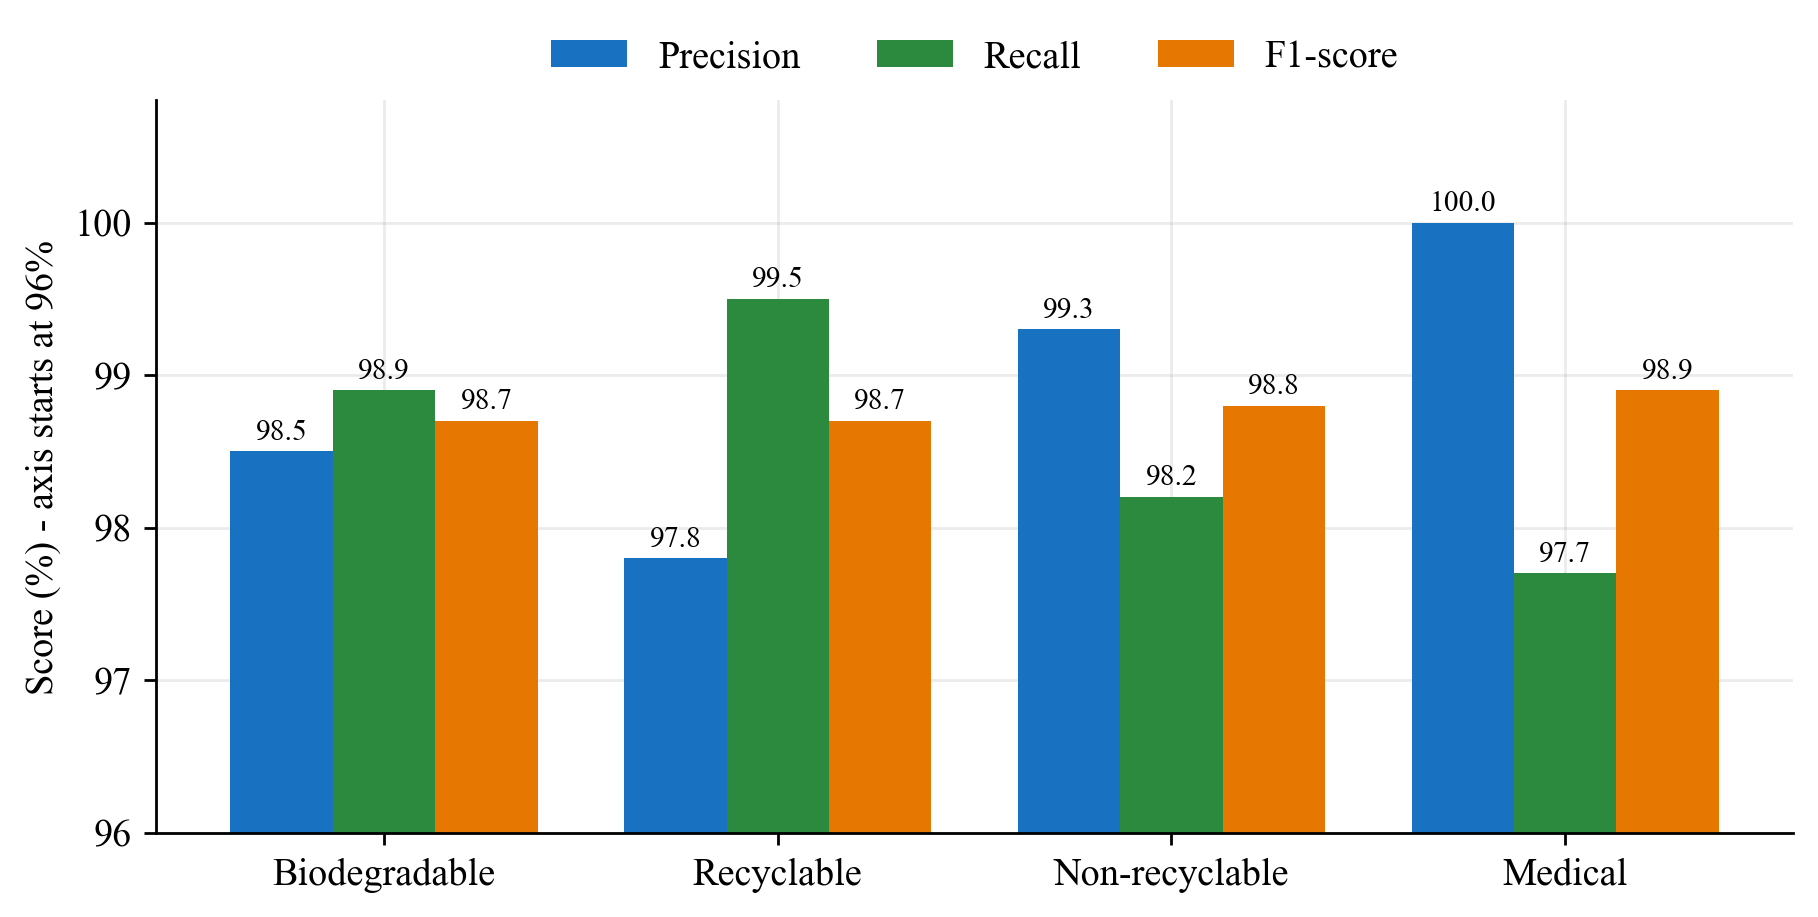 Precision Recall F1-score
Score (%) - axis starts at 96%
100
99
98
97
96
98.5 98.9 98.7
97.8 99.5 98.7
99.3 98.2 98.8
100.0 97.7 98.9
Biodegradable Recyclable Non-recyclable Medical